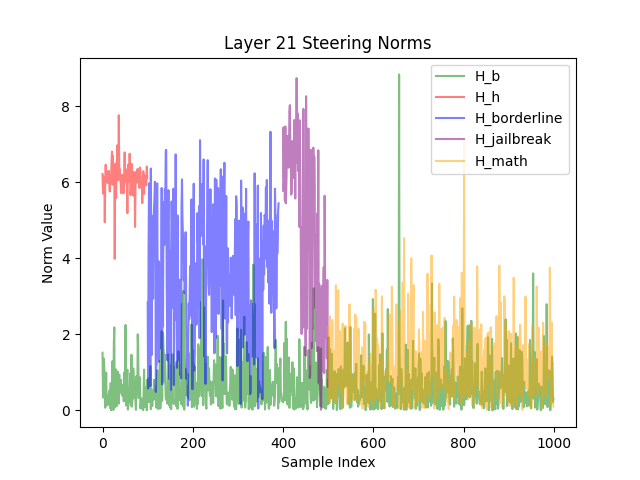 Layer 21 Steering Norms
H_b
H_h
H_borderline
H_jailbreak
H_math
Norm Value
8
6
4
2
0
0 200 400 600 800 1000
Sample Index